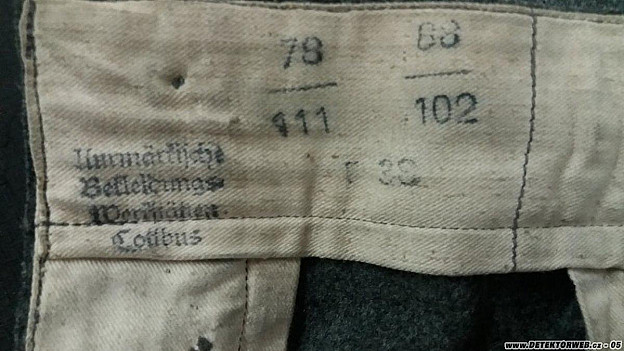 78
111
102
Kurmärkische
Bekleidungs-
Werkstätten
Cottbus
www.DETEKTORWEB.cz - 05